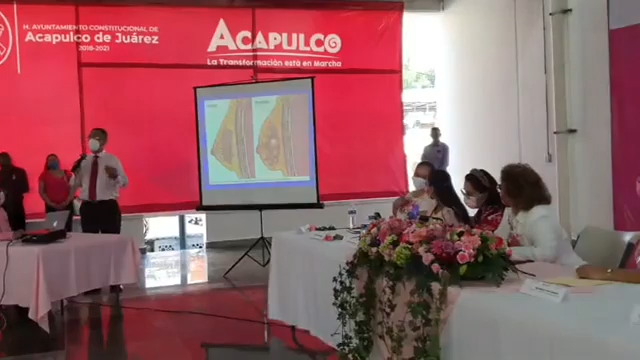 H. AYUNTAMIENTO CONSTITUCIONAL DE
Acapulco de Juárez
2018-2021
ACAPULCO
La Transformación está en Marcha